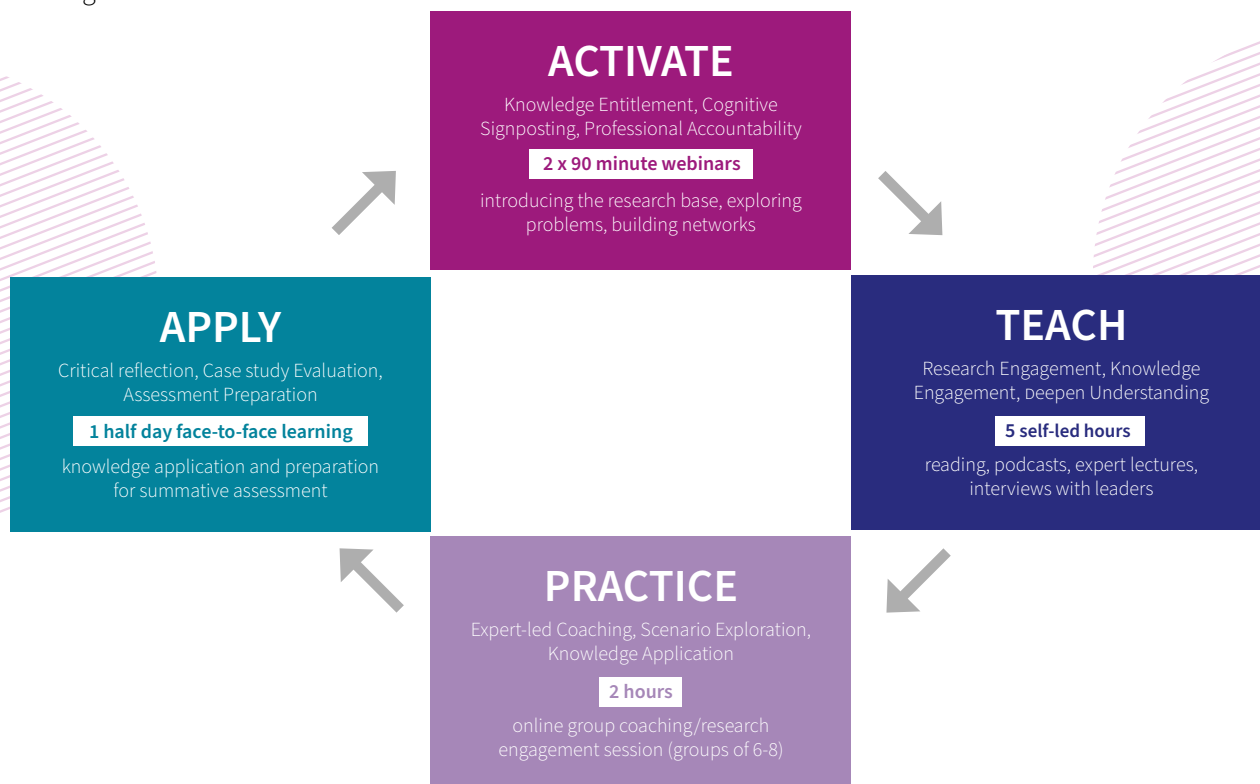 ACTIVATE
Knowledge Entitlement, Cognitive
Signposting, Professional Accountability
2 x 90 minute webinars
introducing the research base, exploring
problems, building networks
TEACH
Research Engagement, Knowledge
Engagement, Deepen Understanding
5 self-led hours
reading, podcasts, expert lectures,
interviews with leaders
PRACTICE
Expert-led Coaching, Scenario Exploration,
Knowledge Application
2 hours
online group coaching/research
engagement session (groups of 6-8)
APPLY
Critical reflection, Case study Evaluation,
Assessment Preparation
1 half day face-to-face learning
knowledge application and preparation
for summative assessment